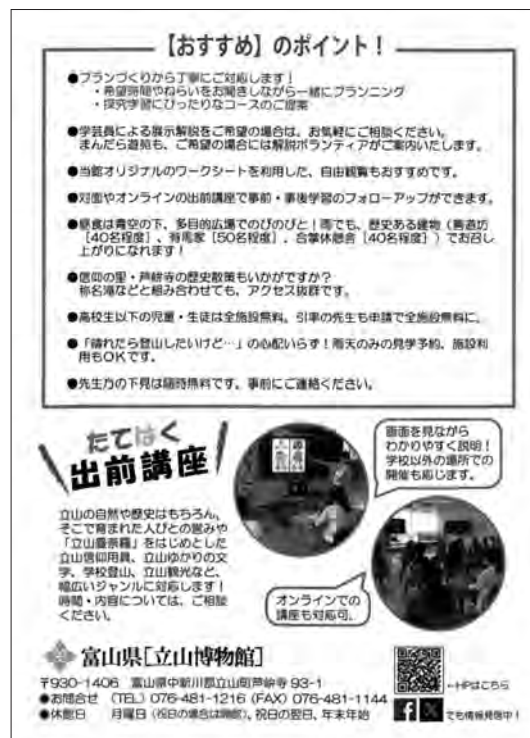 【おすすめ】のポイント！
●プランづくりから丁寧にご対応します！
・希望時間やねらいをお聞きしながら一緒にプランニング
・探究学習にぴったりなコースのご提案
●学芸員による展示解説をご希望の場合は、お気軽にご相談ください。
まんだら遊苑も、ご希望の場合には解説ボランティアがご案内いたします。
●当館オリジナルのワークシートを利用した、自由観覧もおすすめです。
●対面やオンラインの出前講座で事前・事後学習のフォローアップができます。
●昼食は青空の下、多目的広場でのびのびと！雨でも、歴史ある建物（善道坊
［40名程度］、有馬家［50名程度］、合掌休憩舎［40名程度］）でお召し
上がりになれます！
●信仰の里・芦峅寺の歴史散策もいかがですか？
称名滝などと組み合わせても、アクセス抜群です。
●高校生以下の児童・生徒は全施設無料。引率の先生も申請で全施設無料に。
●「晴れたら登山したいけど…」の心配いらず！雨天のみの見学予約、施設利
用もOKです。
●先生方の下見は随時無料です。事前にご連絡ください。
たてはく
出前講座
画面を見ながら
わかりやすく説明！
学校以外の場所での
開催も応じます。
立山の自然や歴史はもちろん、
そこで育まれた人びとの営みや
「立山曼荼羅」をはじめとした
立山信仰用具、立山ゆかりの文
学、学校登山、立山観光など、
幅広いジャンルに対応します！
時間・内容については、ご相談
ください。
オンラインでの
講座も対応可。
富山県［立山博物館］
〒930-1406 富山県中新川郡立山町芦峅寺 93-1
●お問合せ （TEL）076-481-1216（FAX）076-481-1144
●休館日 月曜日（祝日の場合は開館）、祝日の翌日、年末年始
←HPはこちら
f X でも情報発信中！